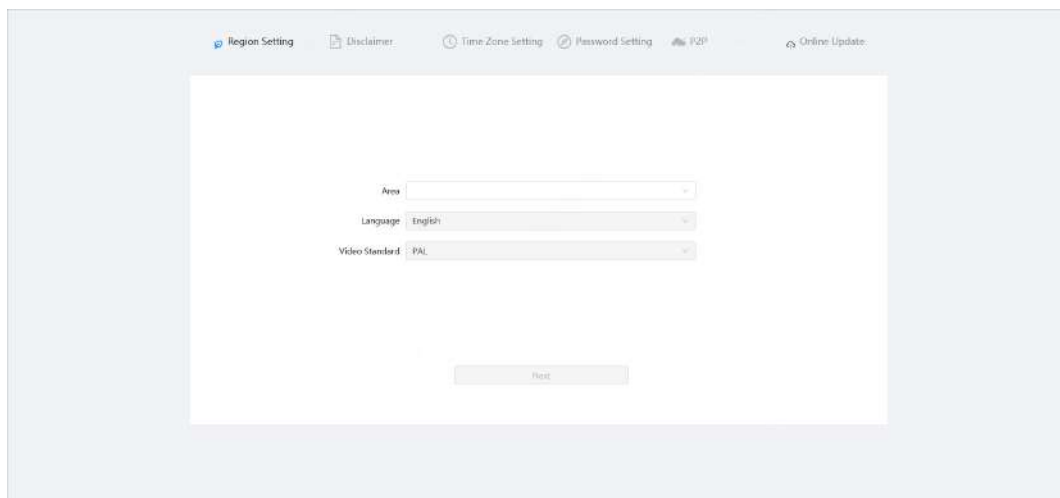 Region Setting Disclaimer Time Zone Setting Password Setting P2P Online Update
Area
Language English
Video Standard PAL
Next